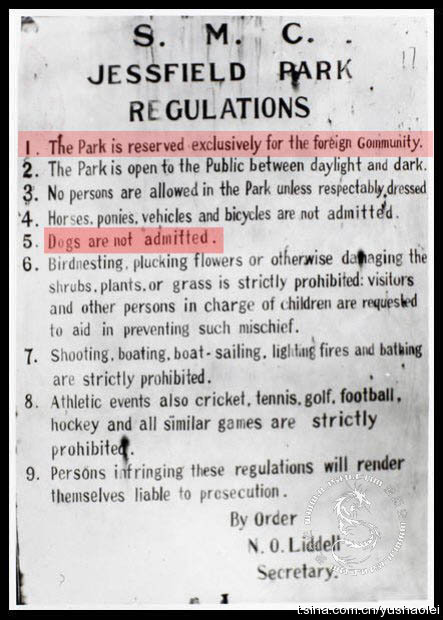 S. M. C.
17
JESSFIELD PARK
REGULATIONS
1. The Park is reserved exclusively for the foreign Gommunity.
2. The Park is open to the Public between daylight and dark.
3. No persons are allowed in the Park unless respectably dressed
4. Horses, ponies, vehicles and bicycles are not admitted.
5. Dogs are not admitted.
6. Birdnesting, plucking flowers or otherwise damaging the
shrubs, plants, or grass is strictly prohibited: visitors
and other persons in charge of children are requested
to aid in preventing such mischief.
7. Shooting, boating, boat-sailing, lighting fires and bathing
are strictly prohibited.
8. Athletic events also cricket, tennis, golf, football,
hockey and all similar games are strictly
prohibited.
9. Persons infringing these regulations will render
themselves liable to prosecution.
By Order
N. O. Liddell
Secretary.
tsina.com.cn/yushaolei